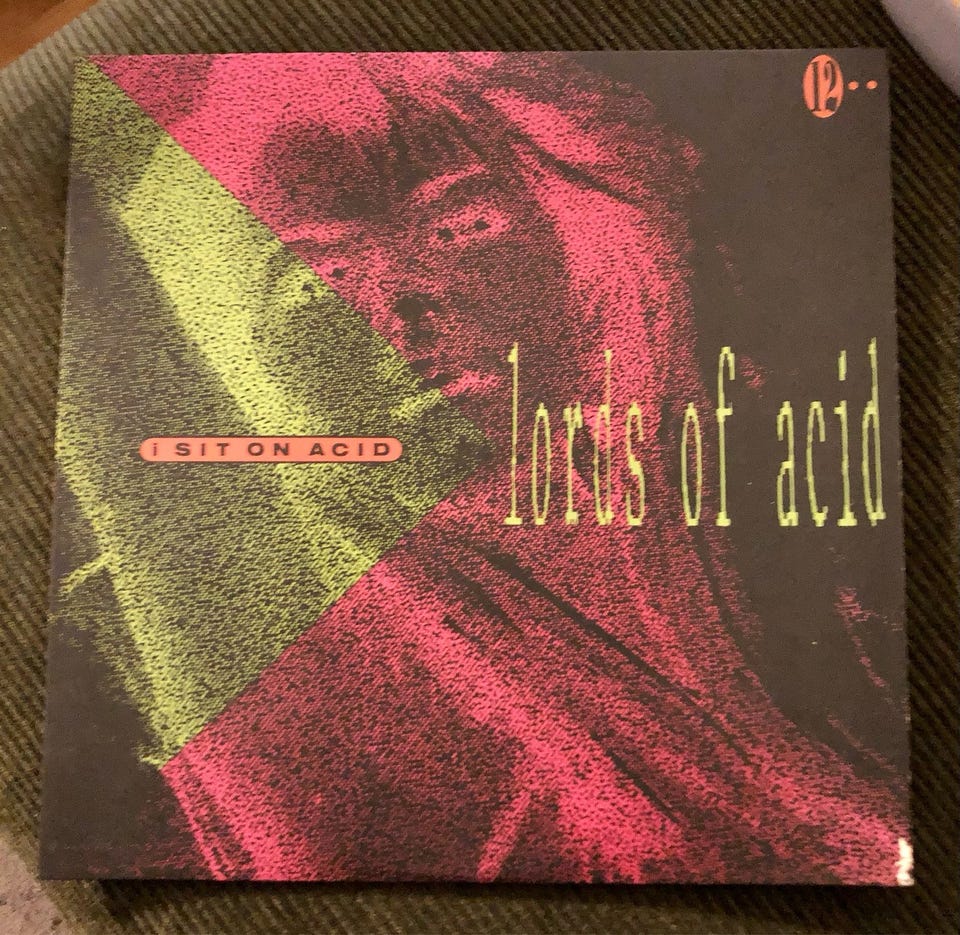 12"
i SIT ON ACID
lords of acid